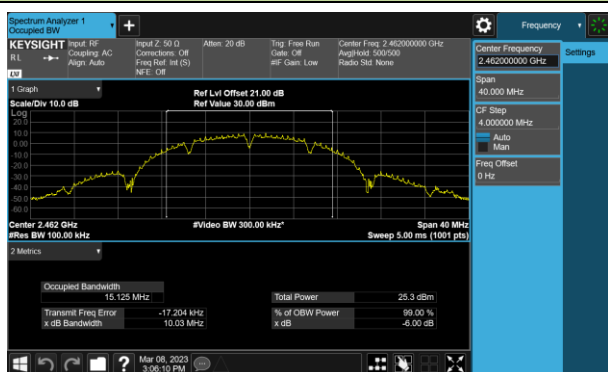 Spectrum Analyzer 1
Occupied BW
Frequency
KEYSIGHT
Input: RF
Input Z: 50 Ω
Atten: 20 dB
Trig: Free Run
Center Freq: 2.462000000 GHz
RL
Coupling: AC
Corrections: Off
Gate: Off
Avg|Hold: 500/500
Align: Auto
Freq Ref: Int (S)
#IF Gain: Low
Radio Std: None
NFE: Off
LXI
Center Frequency
2.462000000 GHz
Settings
Span
40.000 MHz
CF Step
4.000000 MHz
Auto
Man
Freq Offset
0 Hz
1 Graph
Ref Lvl Offset 21.00 dB
Scale/Div 10.0 dB
Ref Value 30.00 dBm
Log
20.0
10.0
0.00
-10.0
-20.0
-30.0
-40.0
-50.0
-60.0
Center 2.462 GHz
#Video BW 300.00 kHz*
Span 40 MHz
#Res BW 100.00 kHz
Sweep 5.00 ms (1001 pts)
2 Metrics
Occupied Bandwidth
15.125 MHz
Total Power
25.3 dBm
Transmit Freq Error
-17.204 kHz
% of OBW Power
99.00 %
x dB Bandwidth
10.03 MHz
x dB
-6.00 dB
Mar 08, 2023
3:06:10 PM